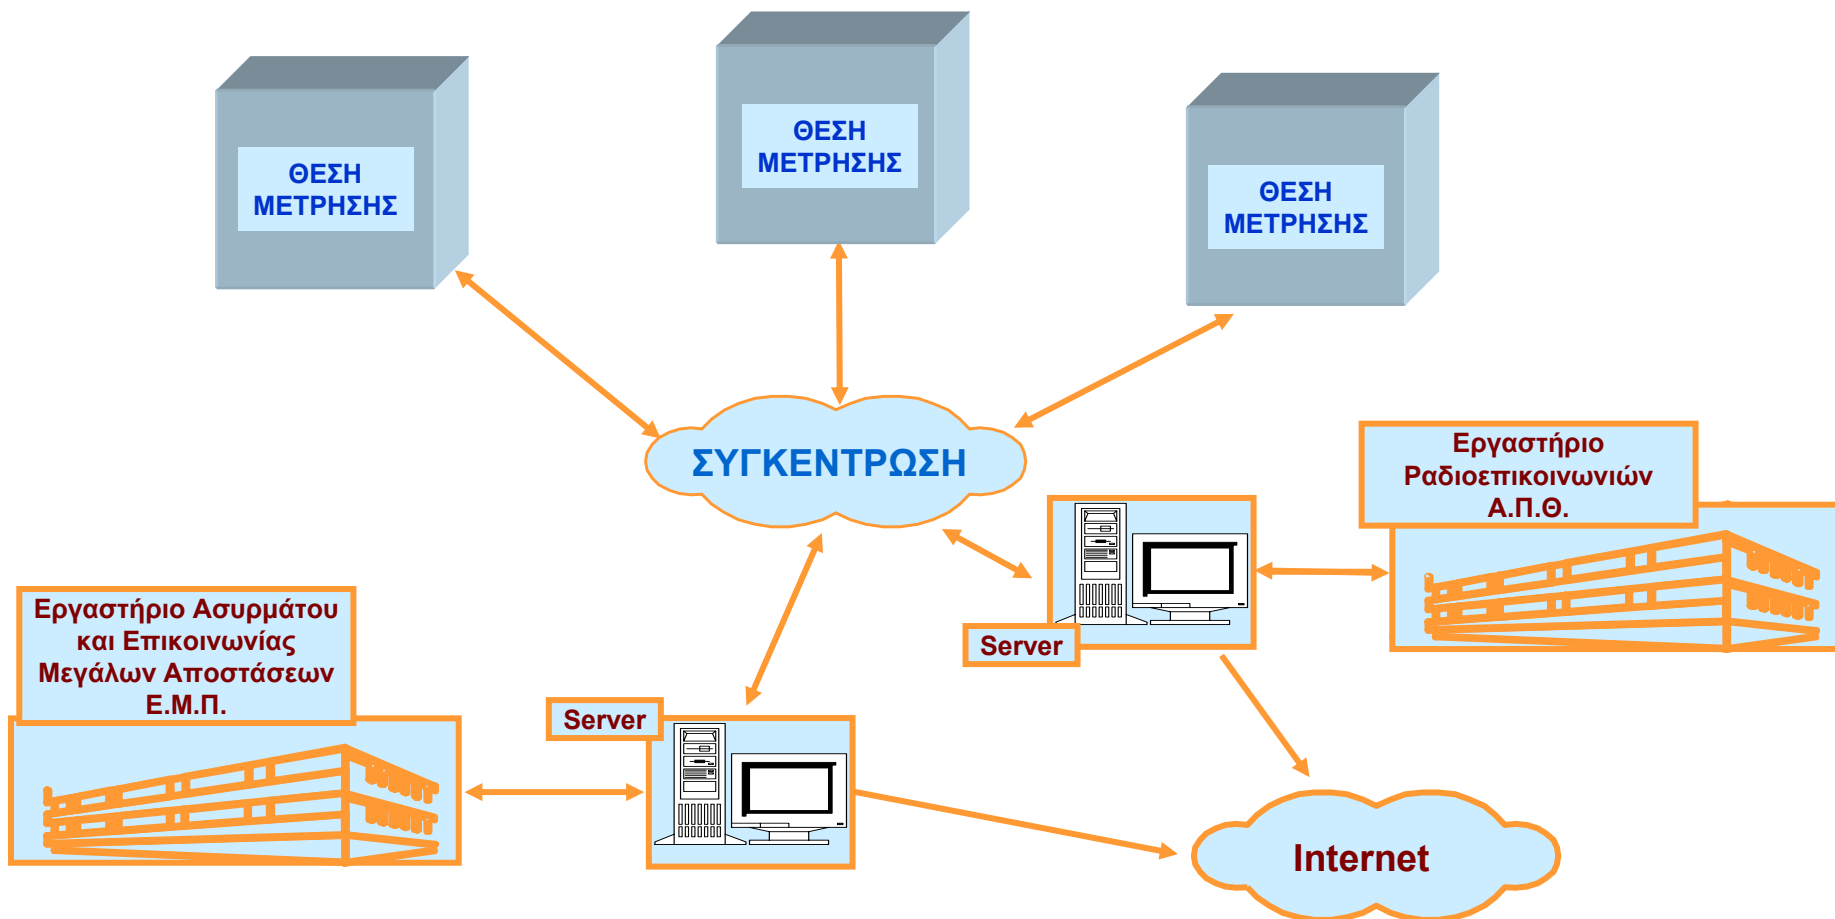 ΘΕΣΗ
ΜΕΤΡΗΣΗΣ
ΘΕΣΗ
ΜΕΤΡΗΣΗΣ
ΘΕΣΗ
ΜΕΤΡΗΣΗΣ
ΣΥΓΚΕΝΤΡΩΣΗ
Εργαστήριο
Ραδιοεπικοινωνιών
Α.Π.Θ.
Server
Εργαστήριο Ασυρμάτου
και Επικοινωνίας
Μεγάλων Αποστάσεων
Ε.Μ.Π.
Server
Internet